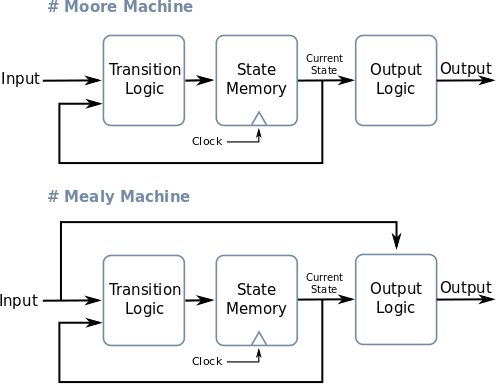 # Moore Machine
Input
Transition
Logic
State
Memory
Clock
Current
State
Output
Logic
Output
# Mealy Machine
Input
Transition
Logic
State
Memory
Clock
Current
State
Output
Logic
Output